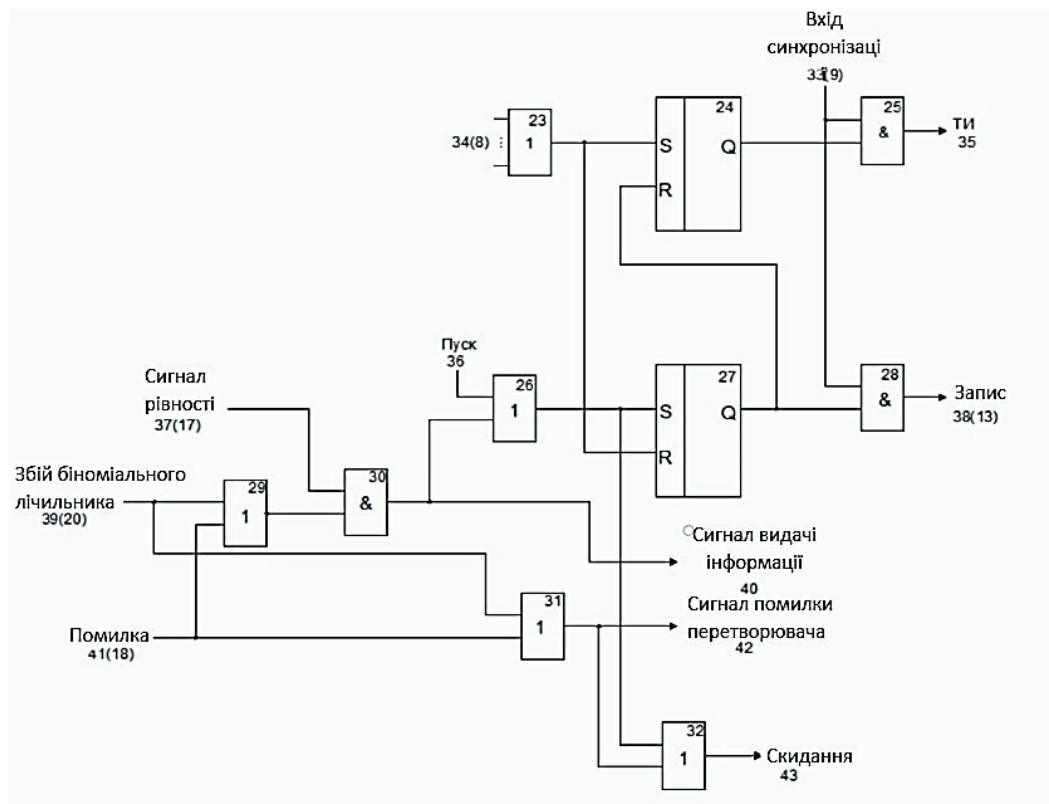 Вхід
синхронізаці
33(9)
23
34(8)
1
24
S
Q
R
25
&
ТИ
35
Пуск
36
26
1
27
S
Q
R
28
&
Запис
38(13)
Сигнал
рівності
37(17)
Збій біноміального
лічильника
39(20)
29
1
30
&
Сигнал видачі
інформації
40
31
1
Сигнал помилки
перетворювача
42
Помилка
41(18)
32
1
Скидання
43